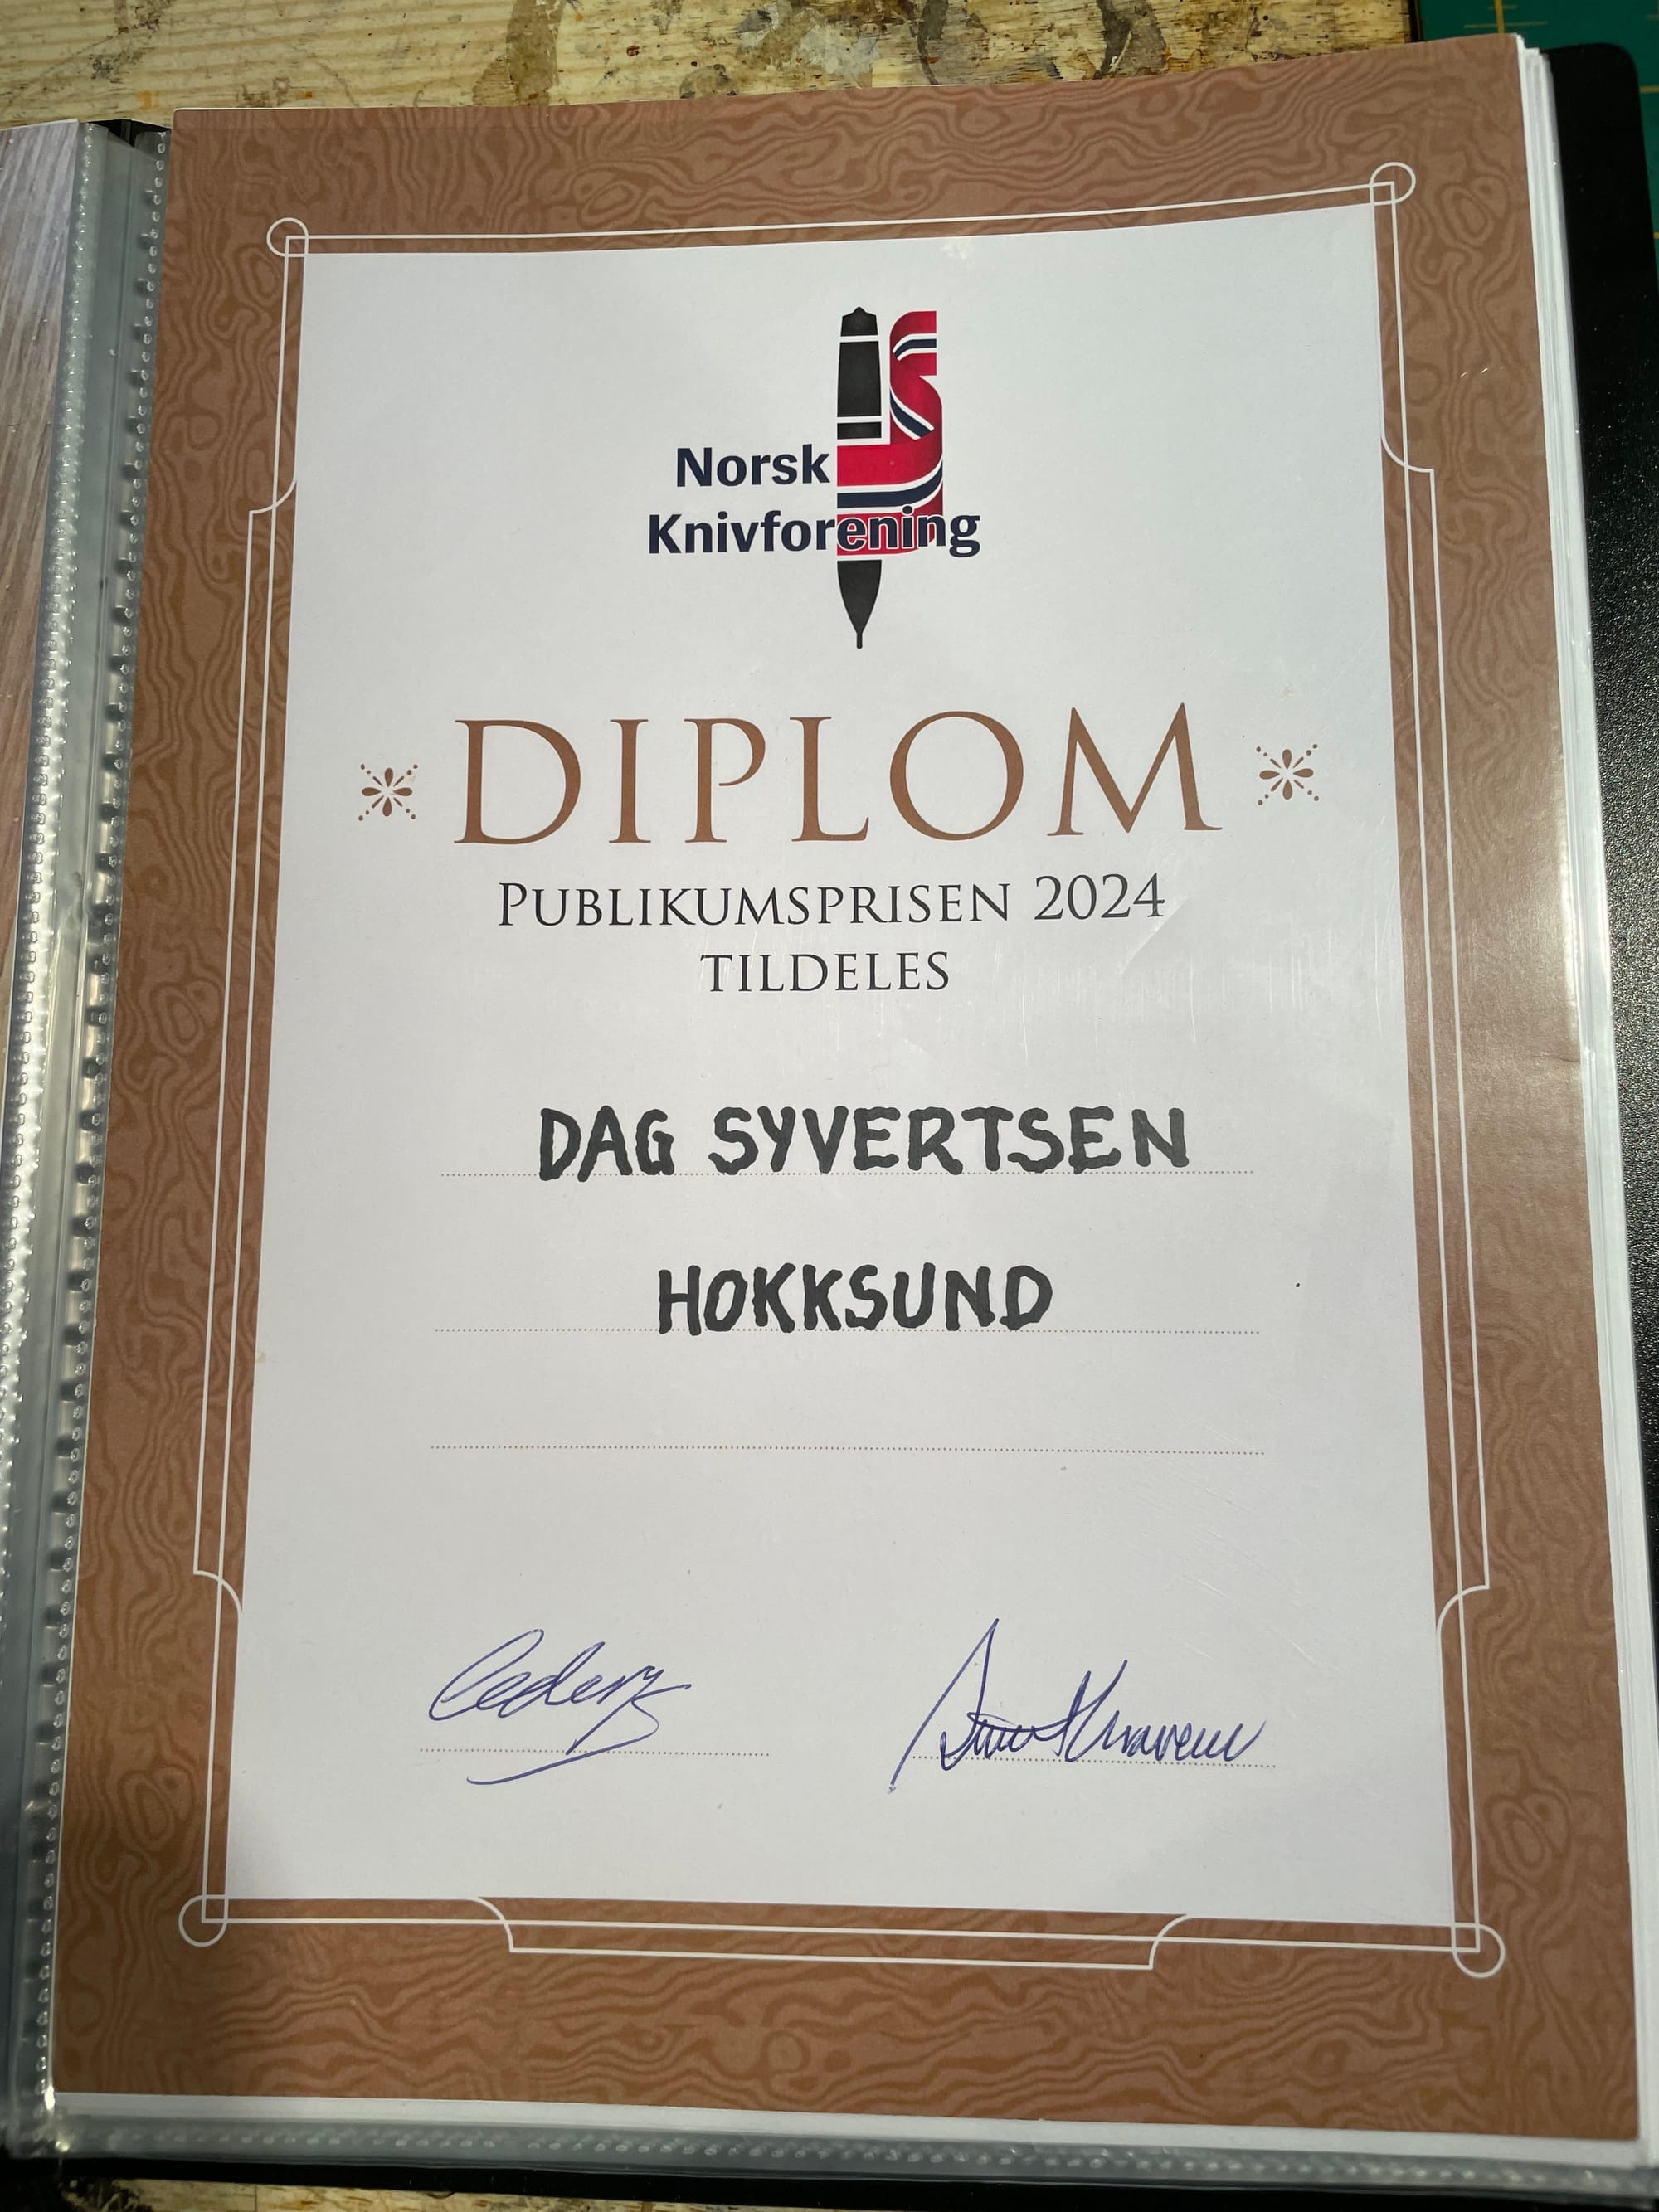 Norsk
Knivforening
DIPLOM
PUBLIKUMSPRISEN 2024
TILDELES
DAG SYVERTSEN
HOKKSUND